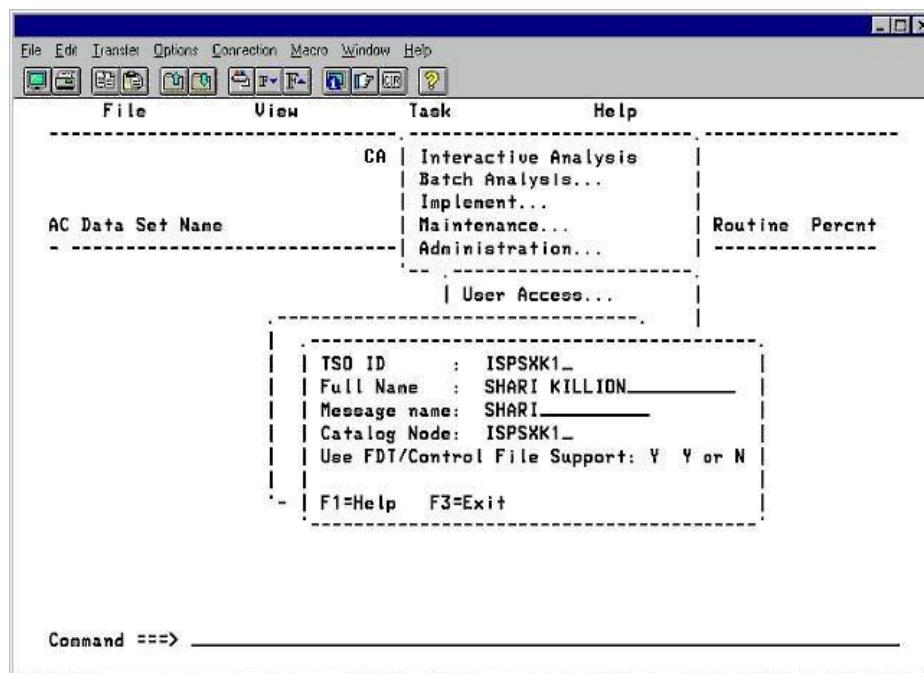 File Edit Transfer Options Connection Macro Window Help
File View Task Help
CA Interactive Analysis
Batch Analysis...
Implement...
AC Data Set Name Maintenance... Routine Percnt
Administration...
User Access...
TSO ID : ISPSXK1_
Full Name : SHARI KILLION
Message name: SHARI
Catalog Node: ISPSXK1_
Use FDT/Control File Support: Y Y or N
F1=Help F3=Exit
Command ===>